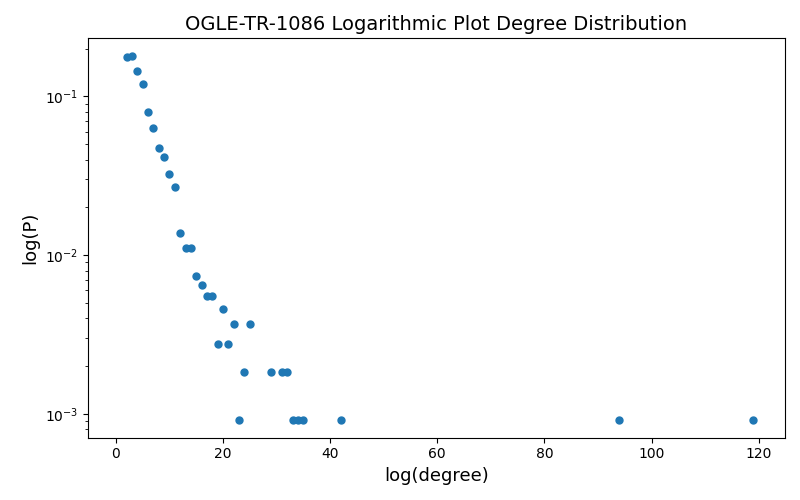 OGLE-TR-1086 Logarithmic Plot Degree Distribution
log(P)
10⁻¹
10⁻²
10⁻³
0 20 40 60 80 100 120
log(degree)